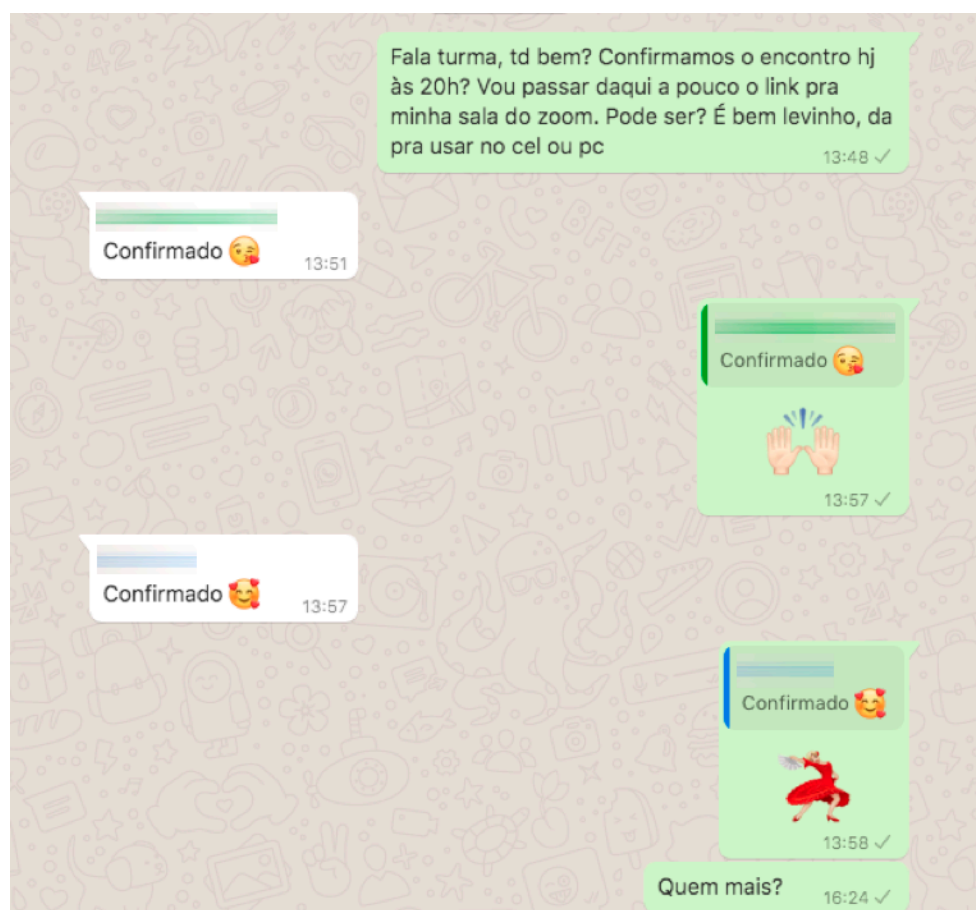 Fala turma, td bem? Confirmamos o encontro hj
às 20h? Vou passar daqui a pouco o link pra
minha sala do zoom. Pode ser? É bem levinho, da
pra usar no cel ou pc
13:48
Confirmado 😘
13:51
Confirmado 😘
🙌🏻
13:57
Confirmado 🥰
13:57
Confirmado 🥰
💃🏻
13:58
Quem mais?
16:24